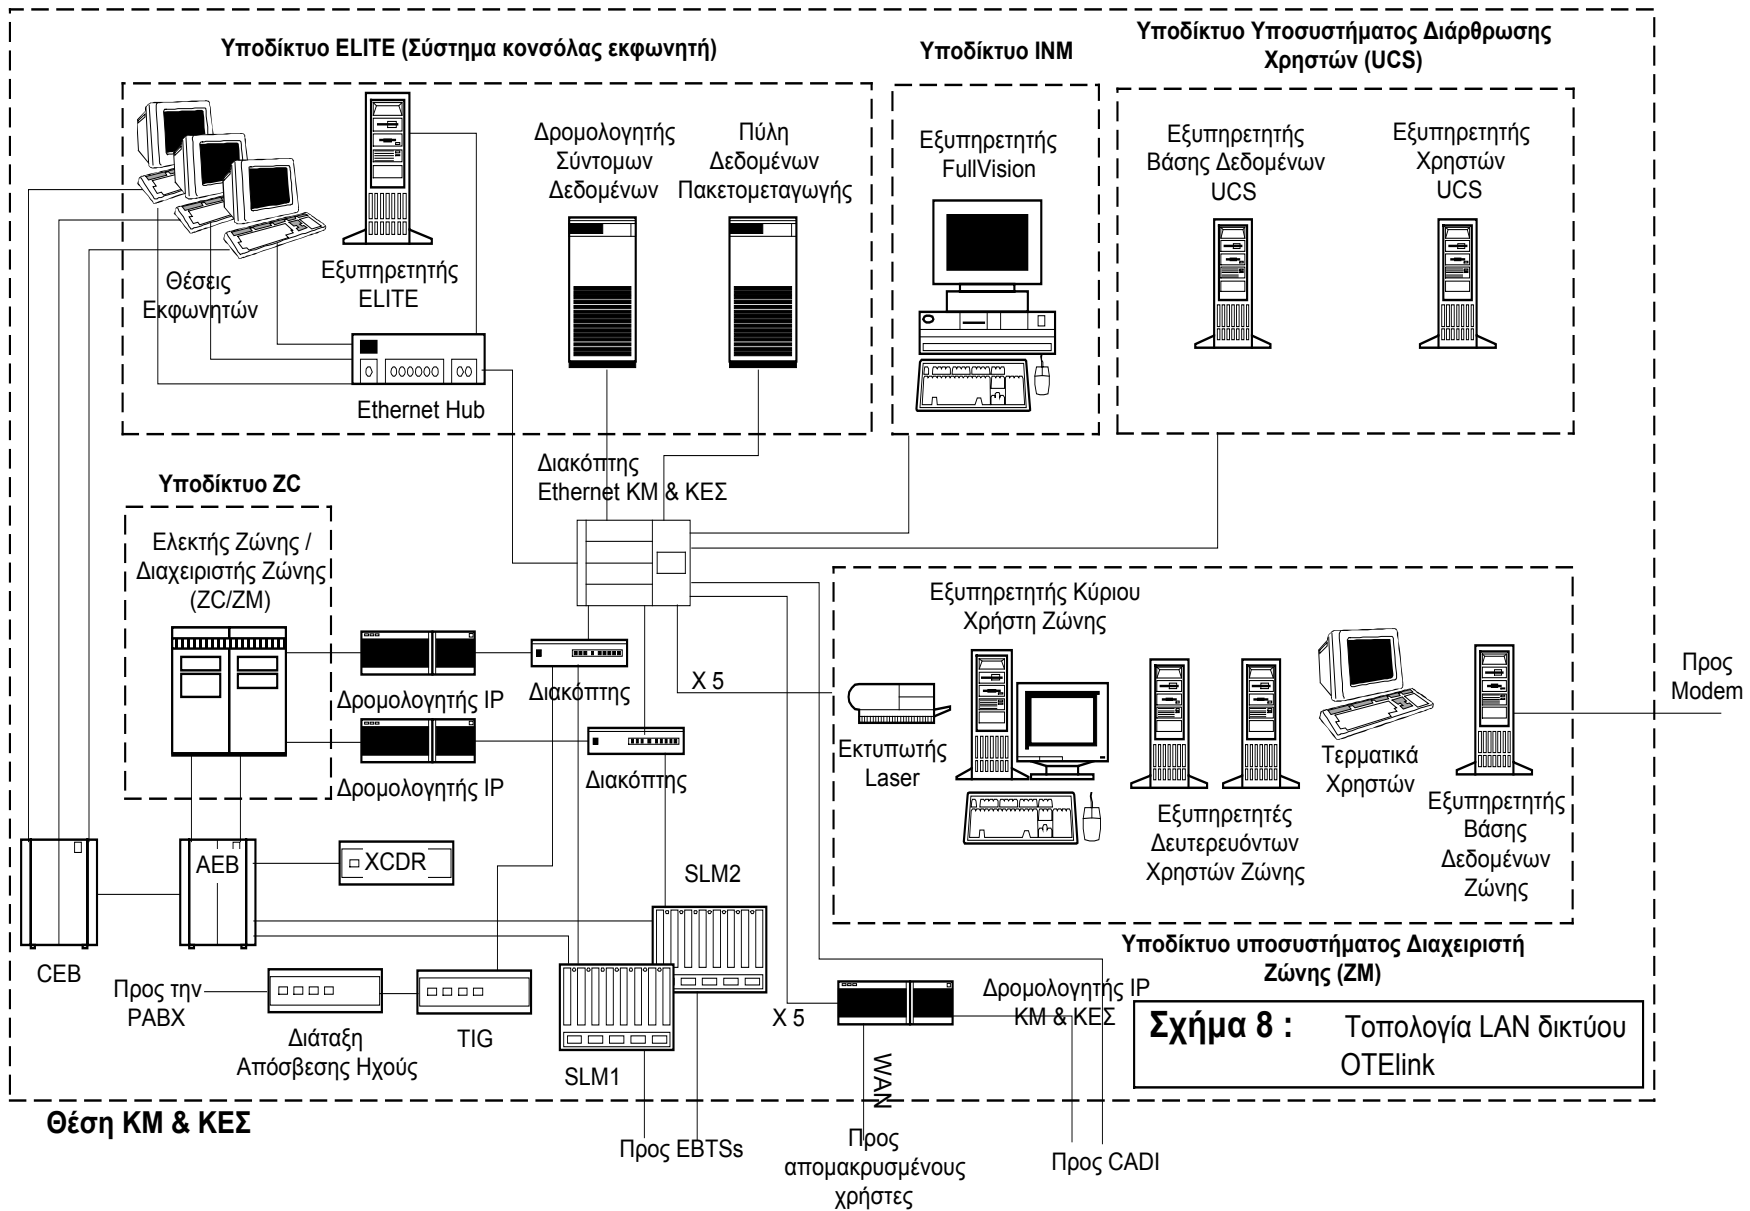 Υποδίκτυο ELITE (Σύστημα κονσόλας εκφωνητή)
Υποδίκτυο INM
Υποδίκτυο Υποσυστήματος Διάρθρωσης
Χρηστών (UCS)
Δρομολογητής
Σύντομων
Δεδομένων
Πύλη
Δεδομένων
Πακετομεταγωγής
Εξυπηρετητής
FullVision
Εξυπηρετητής
Βάσης Δεδομένων
UCS
Εξυπηρετητής
Χρηστών
UCS
Θέσεις
Εκφωνητών
Εξυπηρετητής
ELITE
Ethernet Hub
Διακόπτης
Ethernet ΚΜ & ΚΕΣ
Υποδίκτυο ZC
Ελεκτής Ζώνης /
Διαχειριστής Ζώνης
(ZC/ZM)
Δρομολογητής IP
Διακόπτης
Δρομολογητής IP
Διακόπτης
X 5
Εξυπηρετητής Κύριου
Χρήστη Ζώνης
Εκτυπωτής
Laser
Εξυπηρετητές
Δευτερευόντων
Χρηστών Ζώνης
Τερματικά
Χρηστών
Εξυπηρετητής
Βάσης
Δεδομένων
Ζώνης
Προς
Modem
Υποδίκτυο υποσυστήματος Διαχειριστή
Ζώνης (ZM)
AEB
XCDR
CEB
SLM2
SLM1
Προς την
PABX
Διάταξη
Απόσβεσης Ηχούς
TIG
X 5
Δρομολογητής IP
ΚΜ & ΚΕΣ
WAN
Σχήμα 8 : Τοπολογία LAN δικτύου
OTElink
Θέση ΚΜ & ΚΕΣ
Προς EBTSs
Προς
απομακρυσμένους
χρήστες
Προς CADI